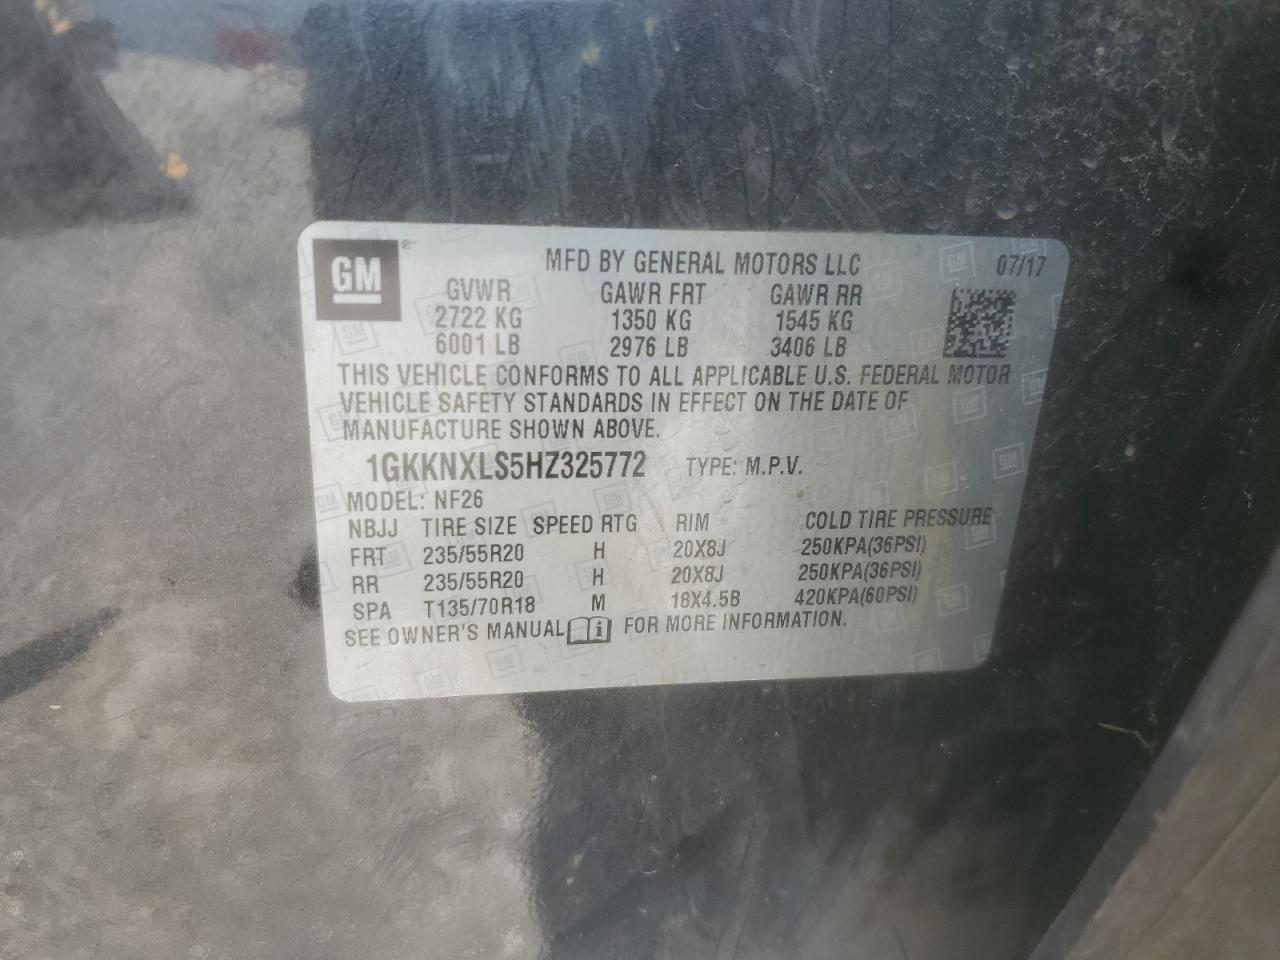 GM
MFD BY GENERAL MOTORS LLC 07/17
GVWR GAWR FRT GAWR RR
2722 KG 1350 KG 1545 KG
6001 LB 2976 LB 3406 LB
THIS VEHICLE CONFORMS TO ALL APPLICABLE U.S. FEDERAL MOTOR
VEHICLE SAFETY STANDARDS IN EFFECT ON THE DATE OF
MANUFACTURE SHOWN ABOVE.
1GKKNXLS5HZ325772 TYPE: M.P.V.
MODEL: NF26
NBJJ TIRE SIZE SPEED RTG RIM COLD TIRE PRESSURE
FRT 235/55R20 H 20X8J 250KPA(36PSI)
RR 235/55R20 H 20X8J 250KPA(36PSI)
SPA T135/70R18 M 18X4.5B 420KPA(60PSI)
SEE OWNER'S MANUAL FOR MORE INFORMATION.